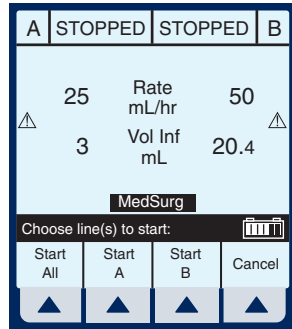 A STOPPED STOPPED B
25 Rate mL/hr 50
3 Vol Inf mL 20.4
MedSurg
Choose line(s) to start:
Start All Start A Start B Cancel